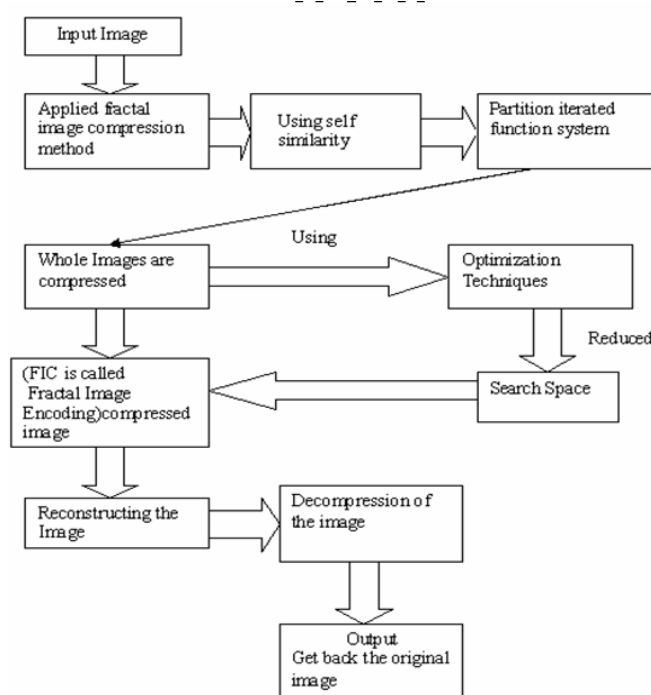 Input Image
Applied fractal
image compression
method
Using self
similarity
Partition iterated
function system
Using
Whole Images are
compressed
Optimization
Techniques
Reduced
(FIC is called
Fractal Image
Encoding)compressed
image
Search Space
Reconstructing the
Image
Decompression of
the image
Output
Get back the original
image